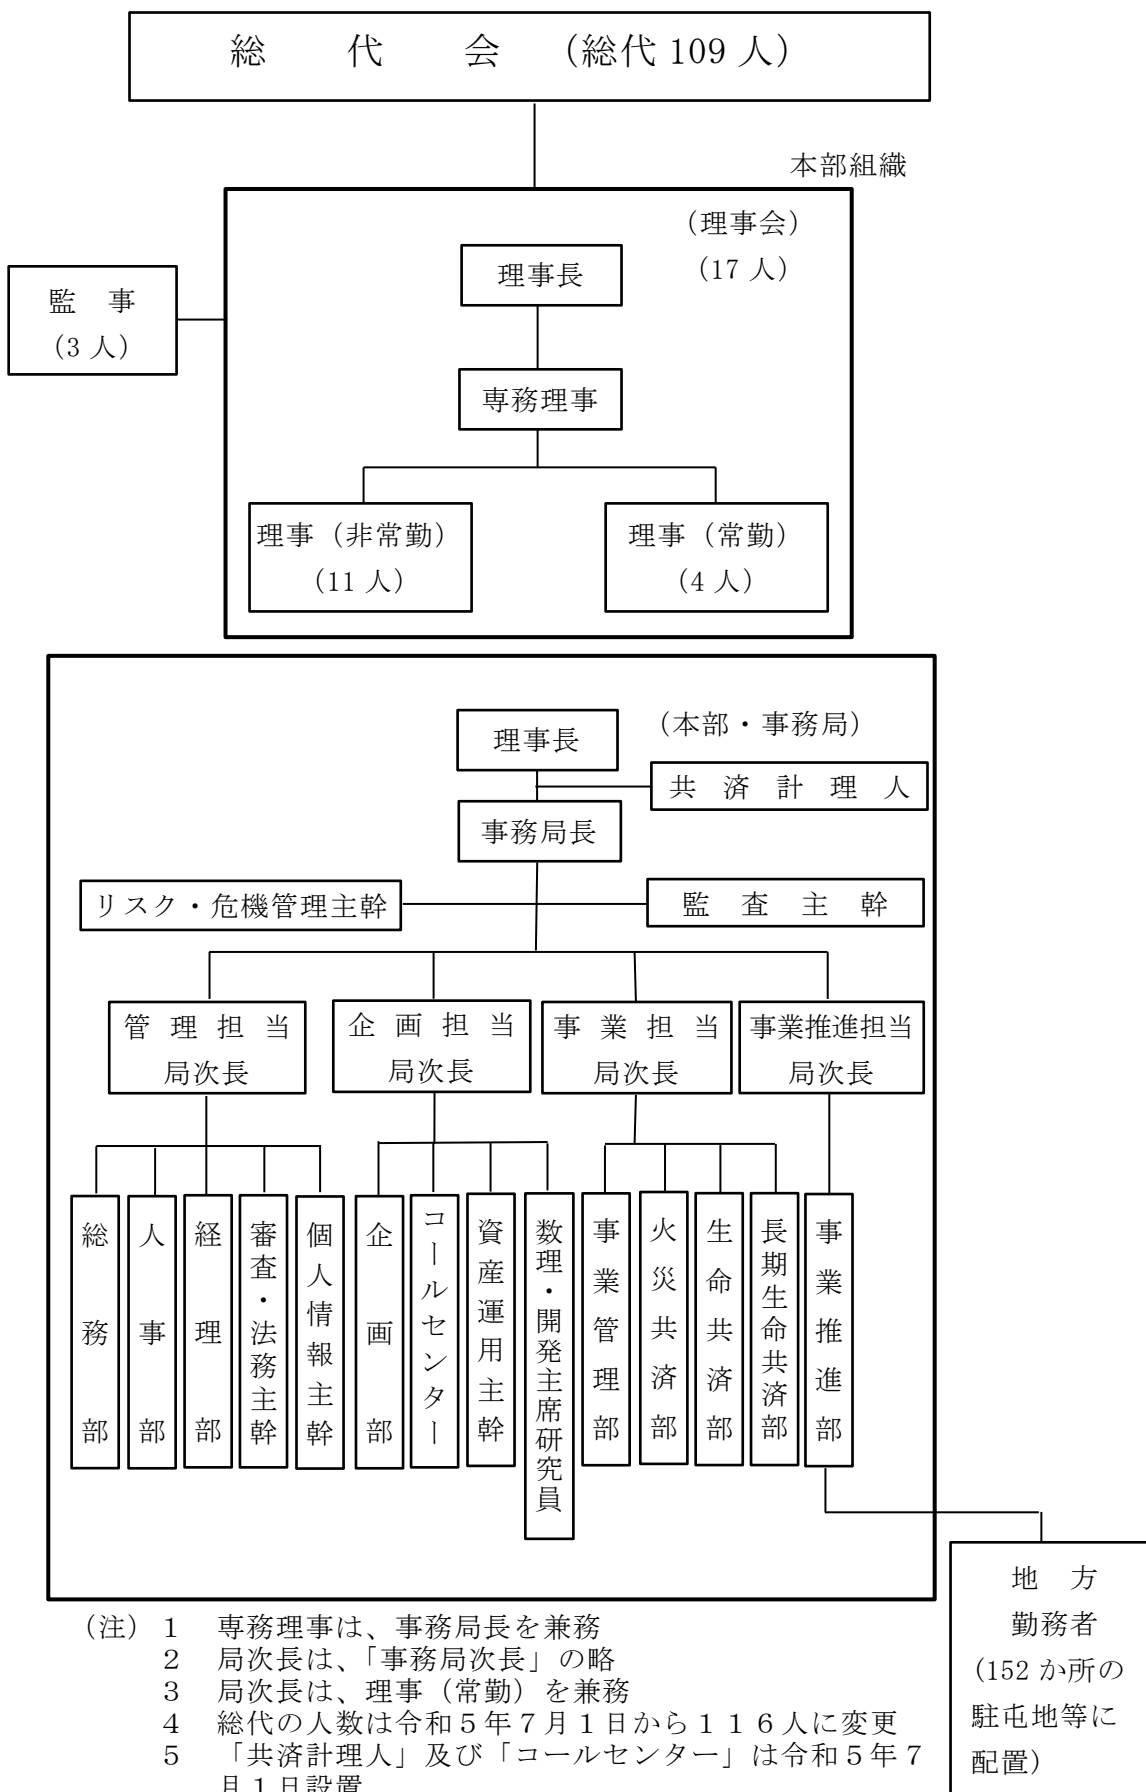 総 代 会 (総代 109 人)
本部組織
(理事会)
(17 人)
理事長
監 事
(3 人)
専務理事
理事(非常勤)
(11 人)
理事(常勤)
(4 人)
理事長
(本部・事務局)
共 済 計 理 人
事務局長
リスク・危機管理主幹
監 査 主 幹
管 理 担 当
局次長
企 画 担 当
局次長
事 業 担 当
局次長
事業推進担当
局次長
総務部
人事部
経理部
審査・法務主幹
個人情報主幹
企画部
コールセンター
資産運用主幹
数理・開発主席研究員
事業管理部
火災共済部
生命共済部
長期生命共済部
事業推進部
地 方
勤務者
(152 か所の
駐屯地等に
配置)
(注) 1 専務理事は、事務局長を兼務
2 局次長は、「事務局次長」の略
3 局次長は、理事(常勤)を兼務
4 総代の人数は令和5年7月1日から116人に変更
5 「共済計理人」及び「コールセンター」は令和5年7
月1日設置